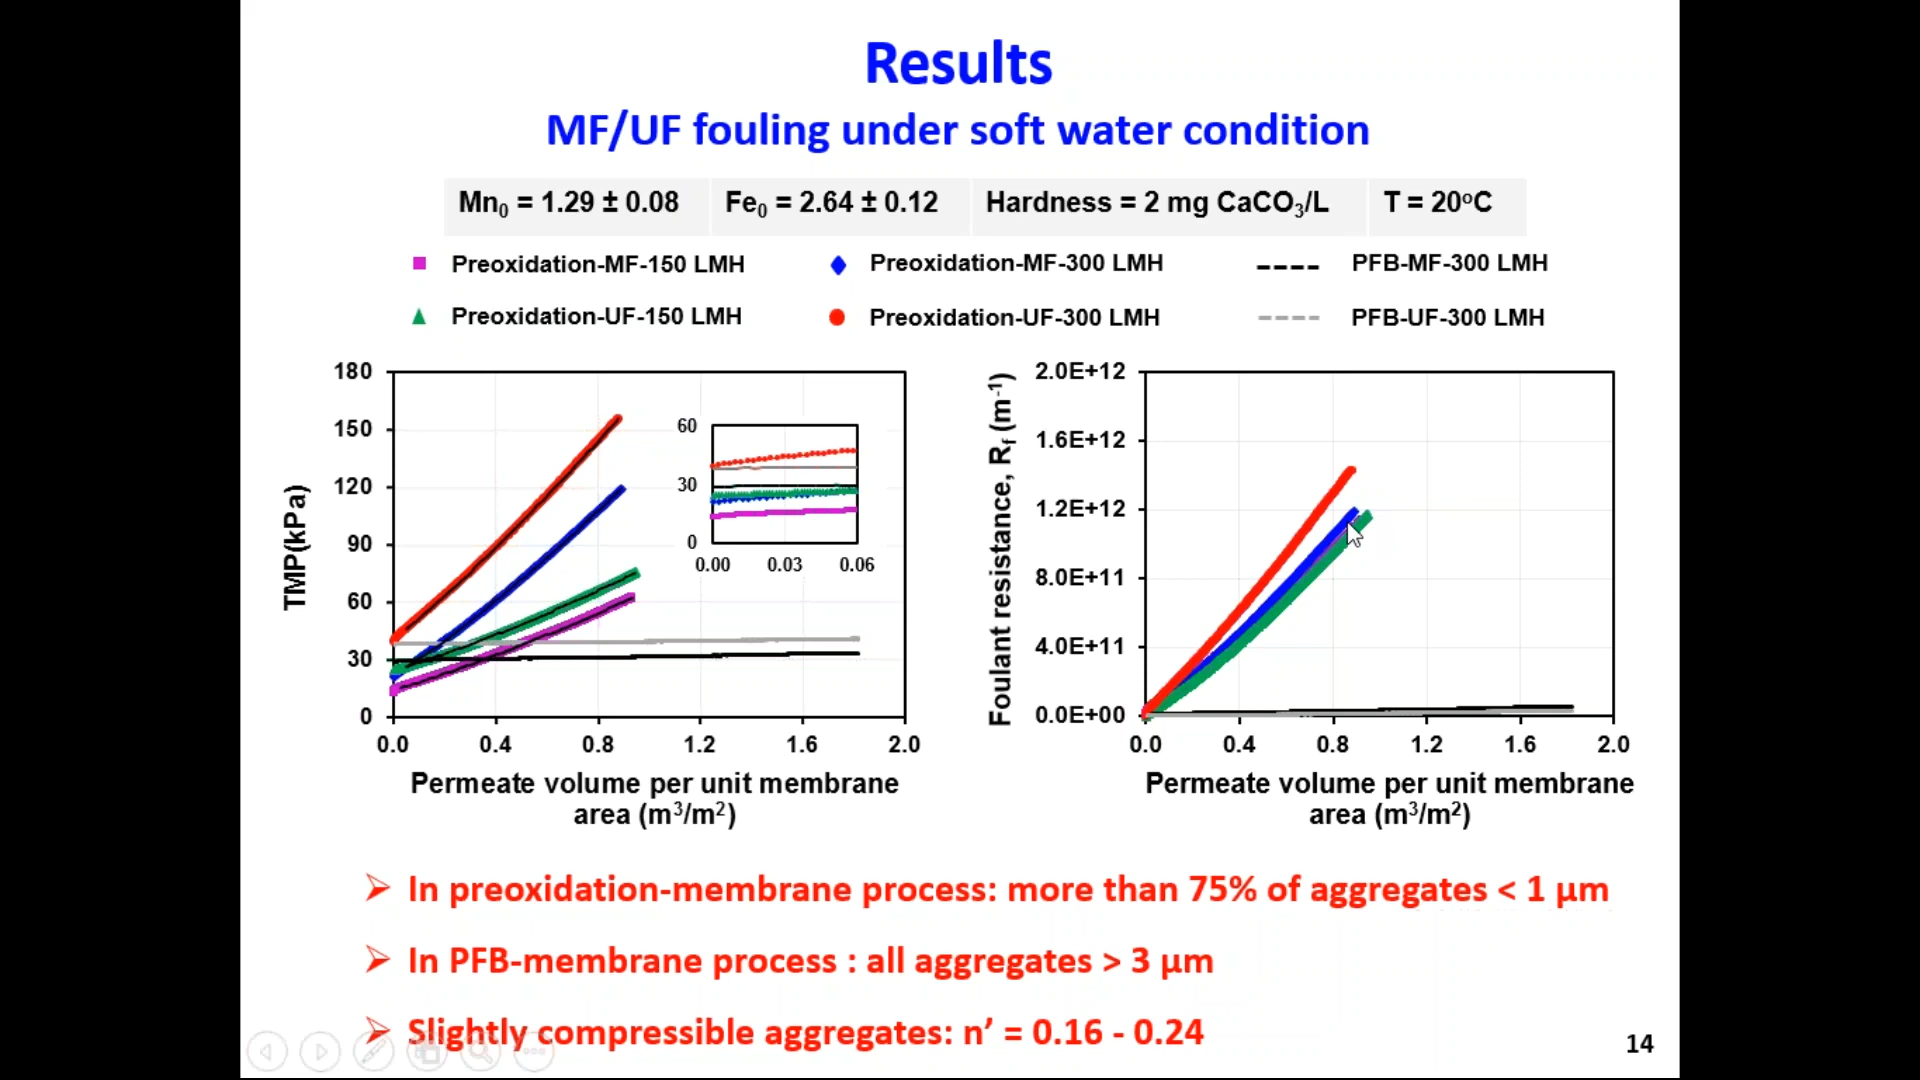 Results
MF/UF fouling under soft water condition
Mn₀ = 1.29 ± 0.08 Fe₀ = 2.64 ± 0.12 Hardness = 2 mg CaCO₃/L T = 20ᵒC
Preoxidation-MF-150 LMH Preoxidation-MF-300 LMH PFB-MF-300 LMH
Preoxidation-UF-150 LMH Preoxidation-UF-300 LMH PFB-UF-300 LMH
TMP(kPa)
180
150
120
90
60
30
0
0.0 0.4 0.8 1.2 1.6 2.0
Permeate volume per unit membrane
area (m³/m²)
60
30
0
0.00 0.03 0.06
Foulant resistance, R_f (m⁻¹)
2.0E+12
1.6E+12
1.2E+12
8.0E+11
4.0E+11
0.0E+00
0.0 0.4 0.8 1.2 1.6 2.0
Permeate volume per unit membrane
area (m³/m²)
➢ In preoxidation-membrane process: more than 75% of aggregates < 1 µm
➢ In PFB-membrane process : all aggregates > 3 µm
➢ Slightly compressible aggregates: n’ = 0.16 - 0.24
14